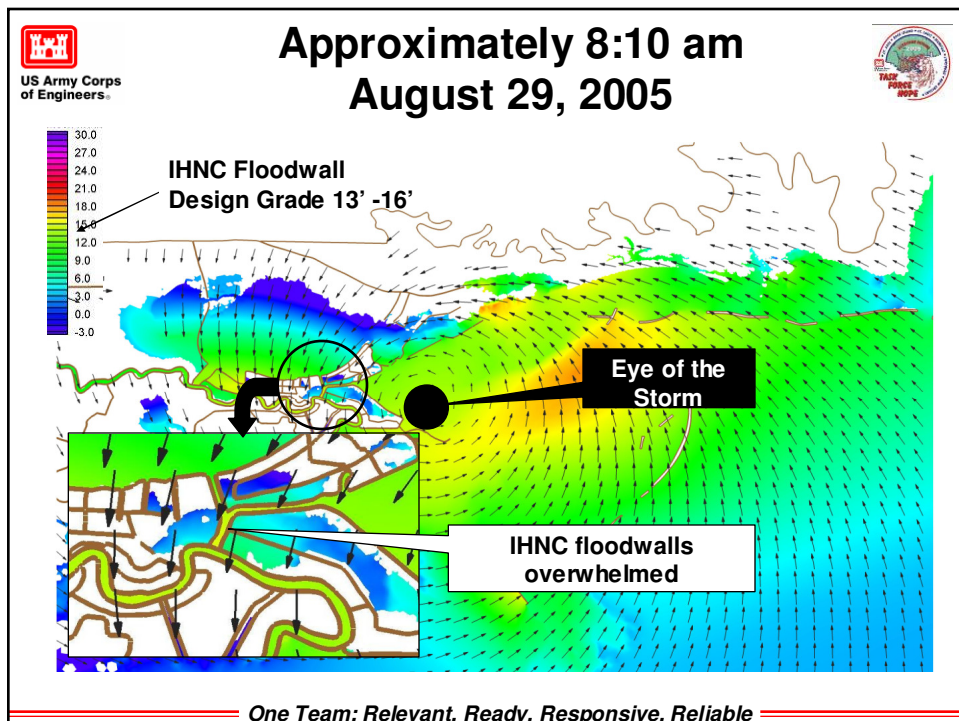 Approximately 8:10 am
August 29, 2005
US Army Corps
of Engineers®
TASK
FORCE
HOPE
30.0
27.0
24.0
21.0
18.0
15.0
12.0
9.0
6.0
3.0
0.0
-3.0
IHNC Floodwall
Design Grade 13' -16'
Eye of the
Storm
IHNC floodwalls
overwhelmed
One Team: Relevant, Ready, Responsive, Reliable